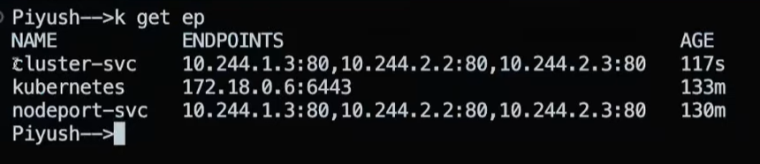 Piyush-->k get ep
NAME ENDPOINTS AGE
cluster-svc 10.244.1.3:80,10.244.2.2:80,10.244.2.3:80 117s
kubernetes 172.18.0.6:6443 133m
nodeport-svc 10.244.1.3:80,10.244.2.2:80,10.244.2.3:80 130m
Piyush-->